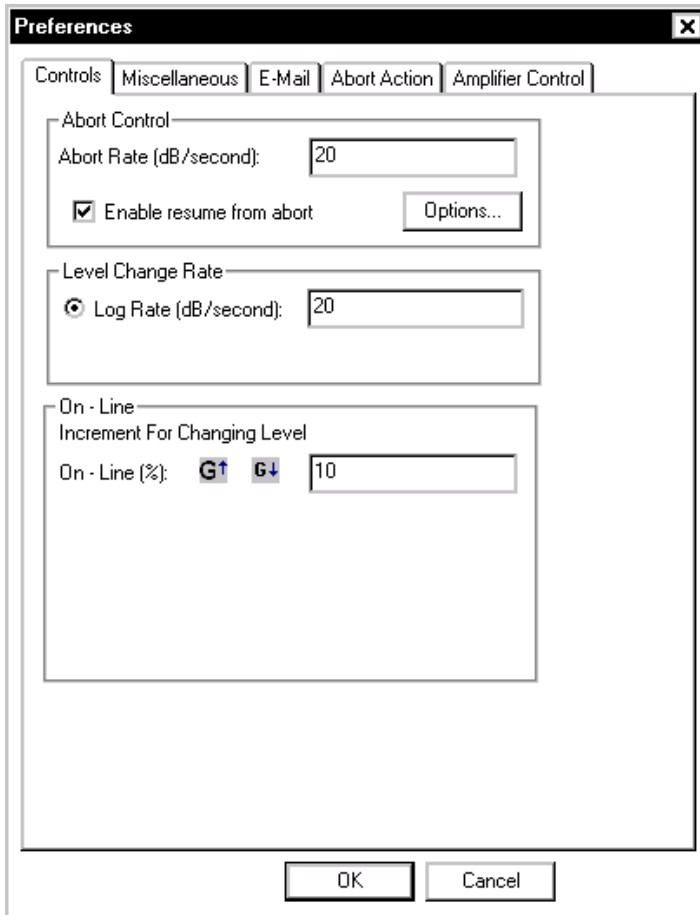 Preferences
Controls Miscellaneous E-Mail Abort Action Amplifier Control
Abort Control
Abort Rate (dB/second): 20
Enable resume from abort Options...
Level Change Rate
Log Rate (dB/second): 20
On - Line
Increment For Changing Level
On - Line (%): G↑ G↓ 10
OK Cancel